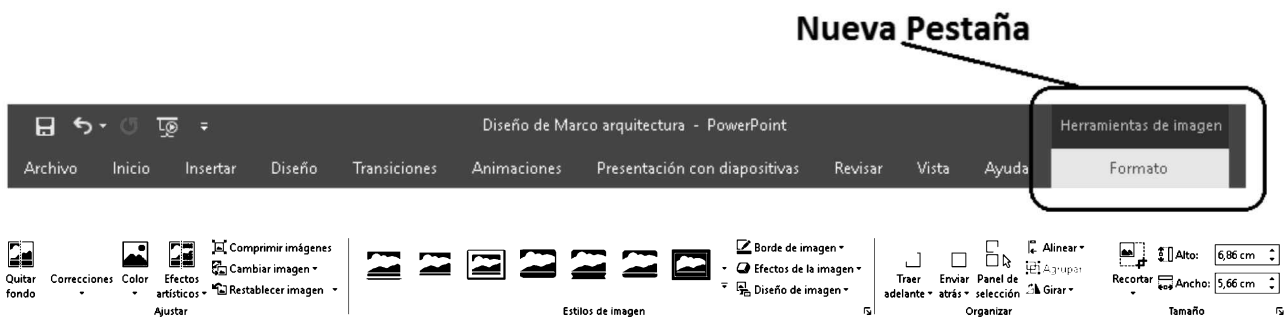 Nueva Pestaña
Diseño de Marco arquitectura - PowerPoint
Herramientas de imagen
Archivo Inicio Insertar Diseño Transiciones Animaciones Presentación con diapositivas Revisar Vista Ayuda Formato
Quitar fondo
Correcciones
Color
Efectos artísticos
Comprimir imágenes
Cambiar imagen
Restablecer imagen
Ajustar
Borde de imagen
Efectos de la imagen
Diseño de imagen
Estilos de imagen
Traer adelante
Enviar atrás
Panel de selección
Alinear
Agrupar
Girar
Organizar
Recortar
Alto: 6,86 cm
Ancho: 5,66 cm
Tamaño